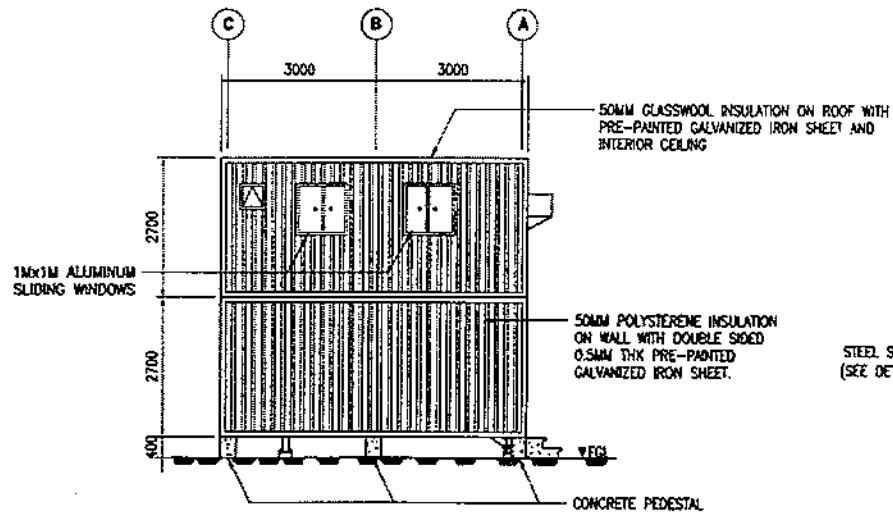 C
B
A
3000
3000
50MM GLASSWOOL INSULATION ON ROOF WITH
PRE-PAINTED GALVANIZED IRON SHEET AND
INTERIOR CEILING
2700
1Mx1M ALUMINUM
SLIDING WINDOWS
50MM POLYSTERENE INSULATION
ON WALL WITH DOUBLE SIDED
0.5MM THK PRE-PAINTED
GALVANIZED IRON SHEET.
2700
STEEL S
(SEE DET
400
FGL
CONCRETE PEDESTAL